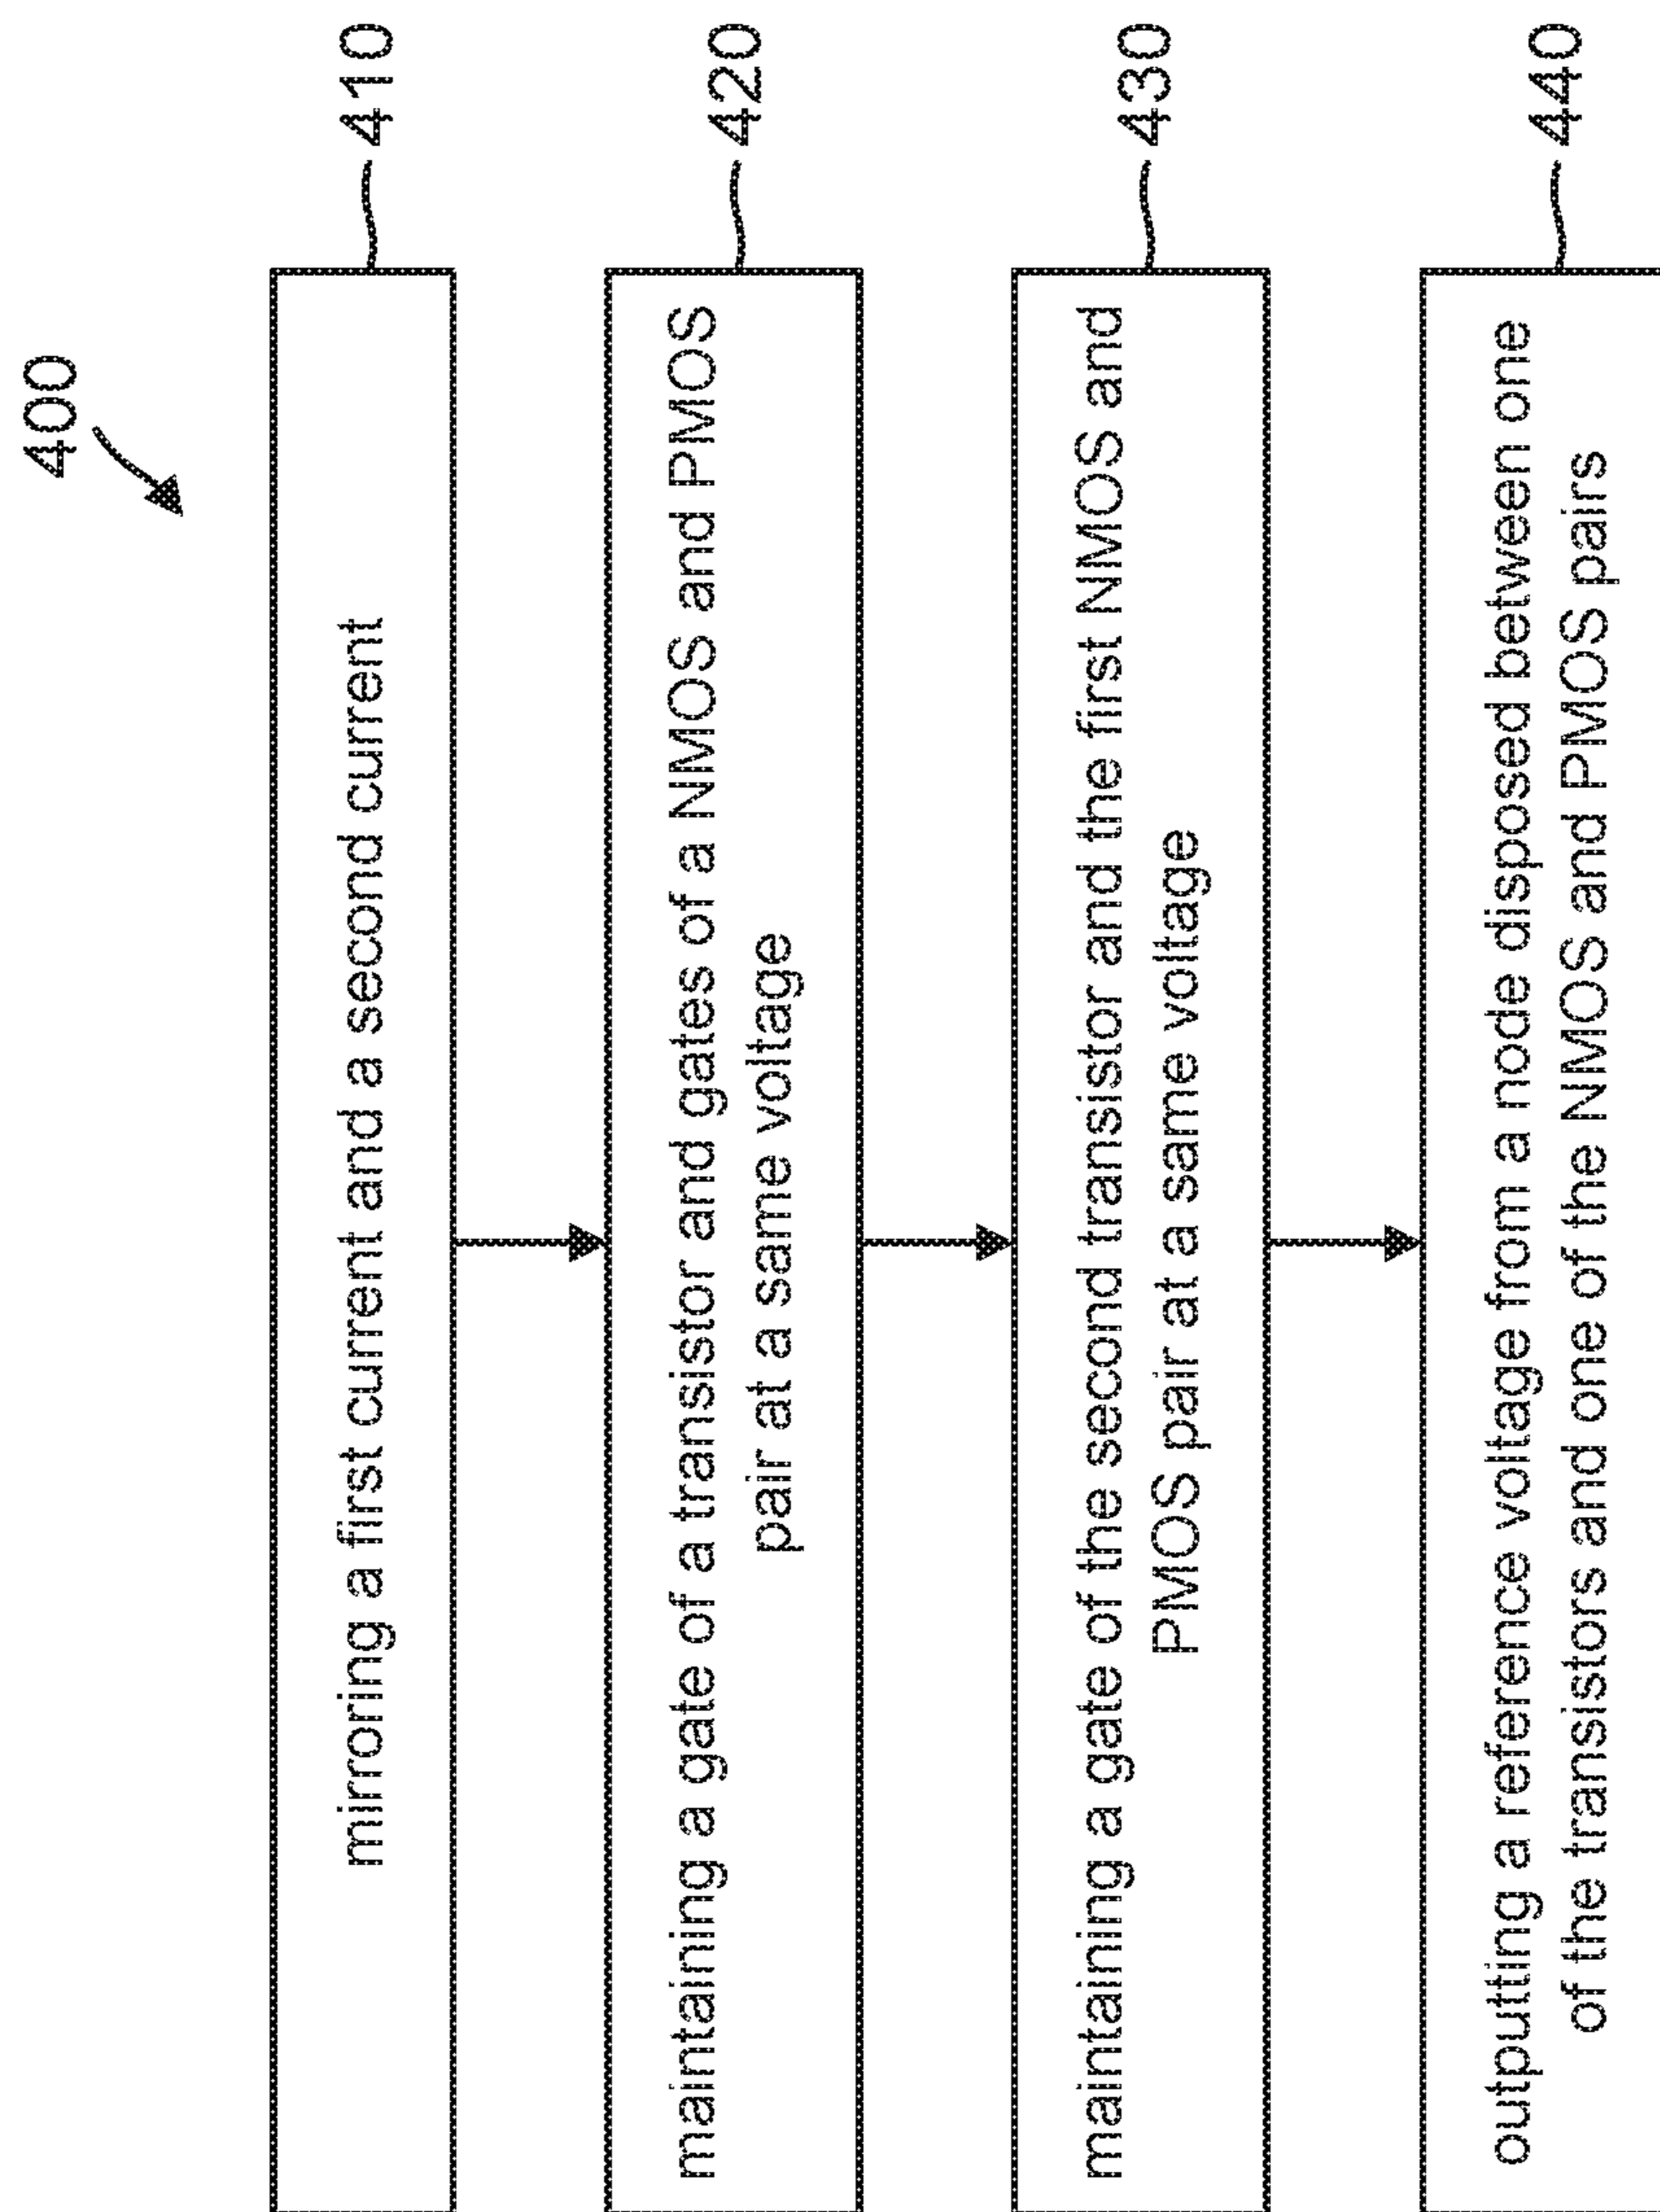 400
mirroring a first current and a second current
410
maintaining a gate of a transistor and gates of a NMOS and PMOS
pair at a same voltage
420
maintaining a gate of the second transistor and the first NMOS and
PMOS pair at a same voltage
430
outputting a reference voltage from a node disposed between one
of the transistors and one of the NMOS and PMOS pairs
440